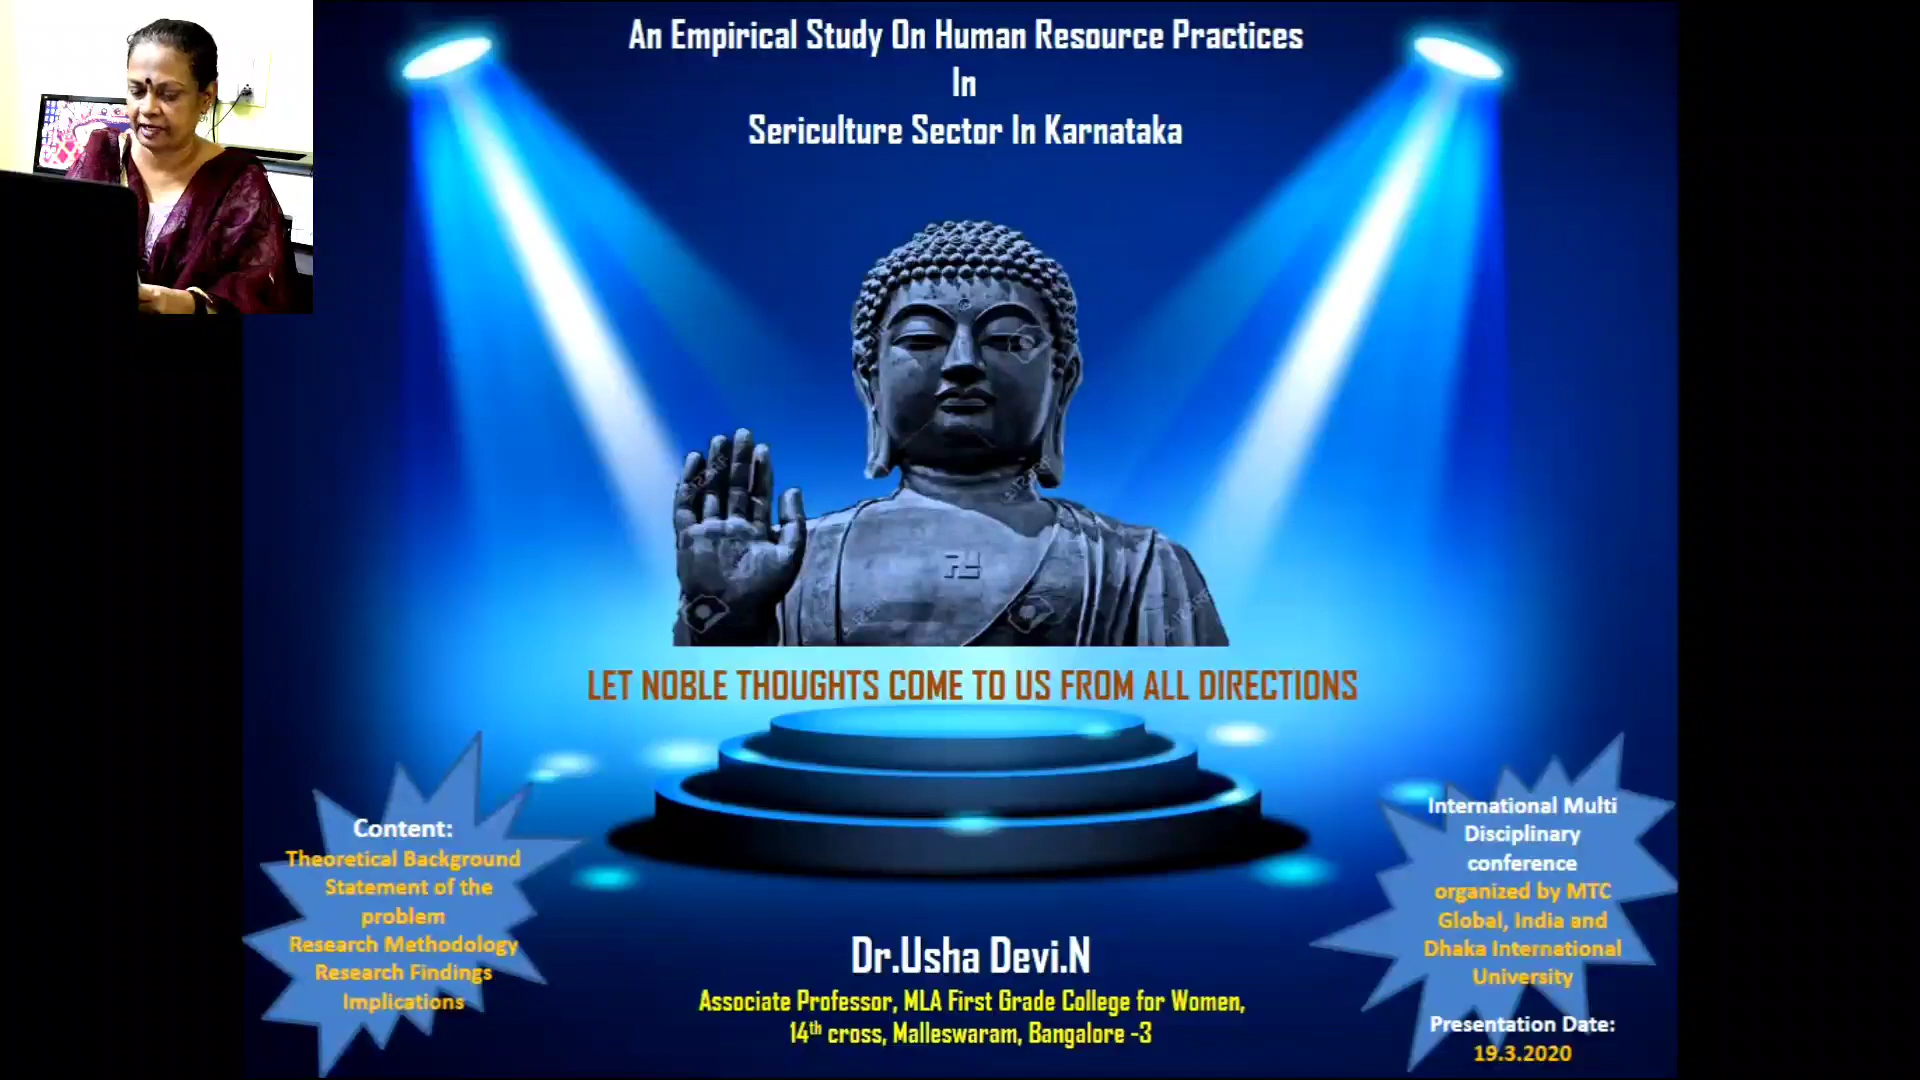 An Empirical Study On Human Resource Practices
In
Sericulture Sector In Karnataka
LET NOBLE THOUGHTS COME TO US FROM ALL DIRECTIONS
Content:
Theoretical Background
Statement of the
problem
Research Methodology
Research Findings
Implications
Dr.Usha Devi.N
Associate Professor, MLA First Grade College for Women,
14th cross, Malleswaram, Bangalore -3
International Multi
Disciplinary
conference
organized by MTC
Global, India and
Dhaka International
University
Presentation Date:
19.3.2020